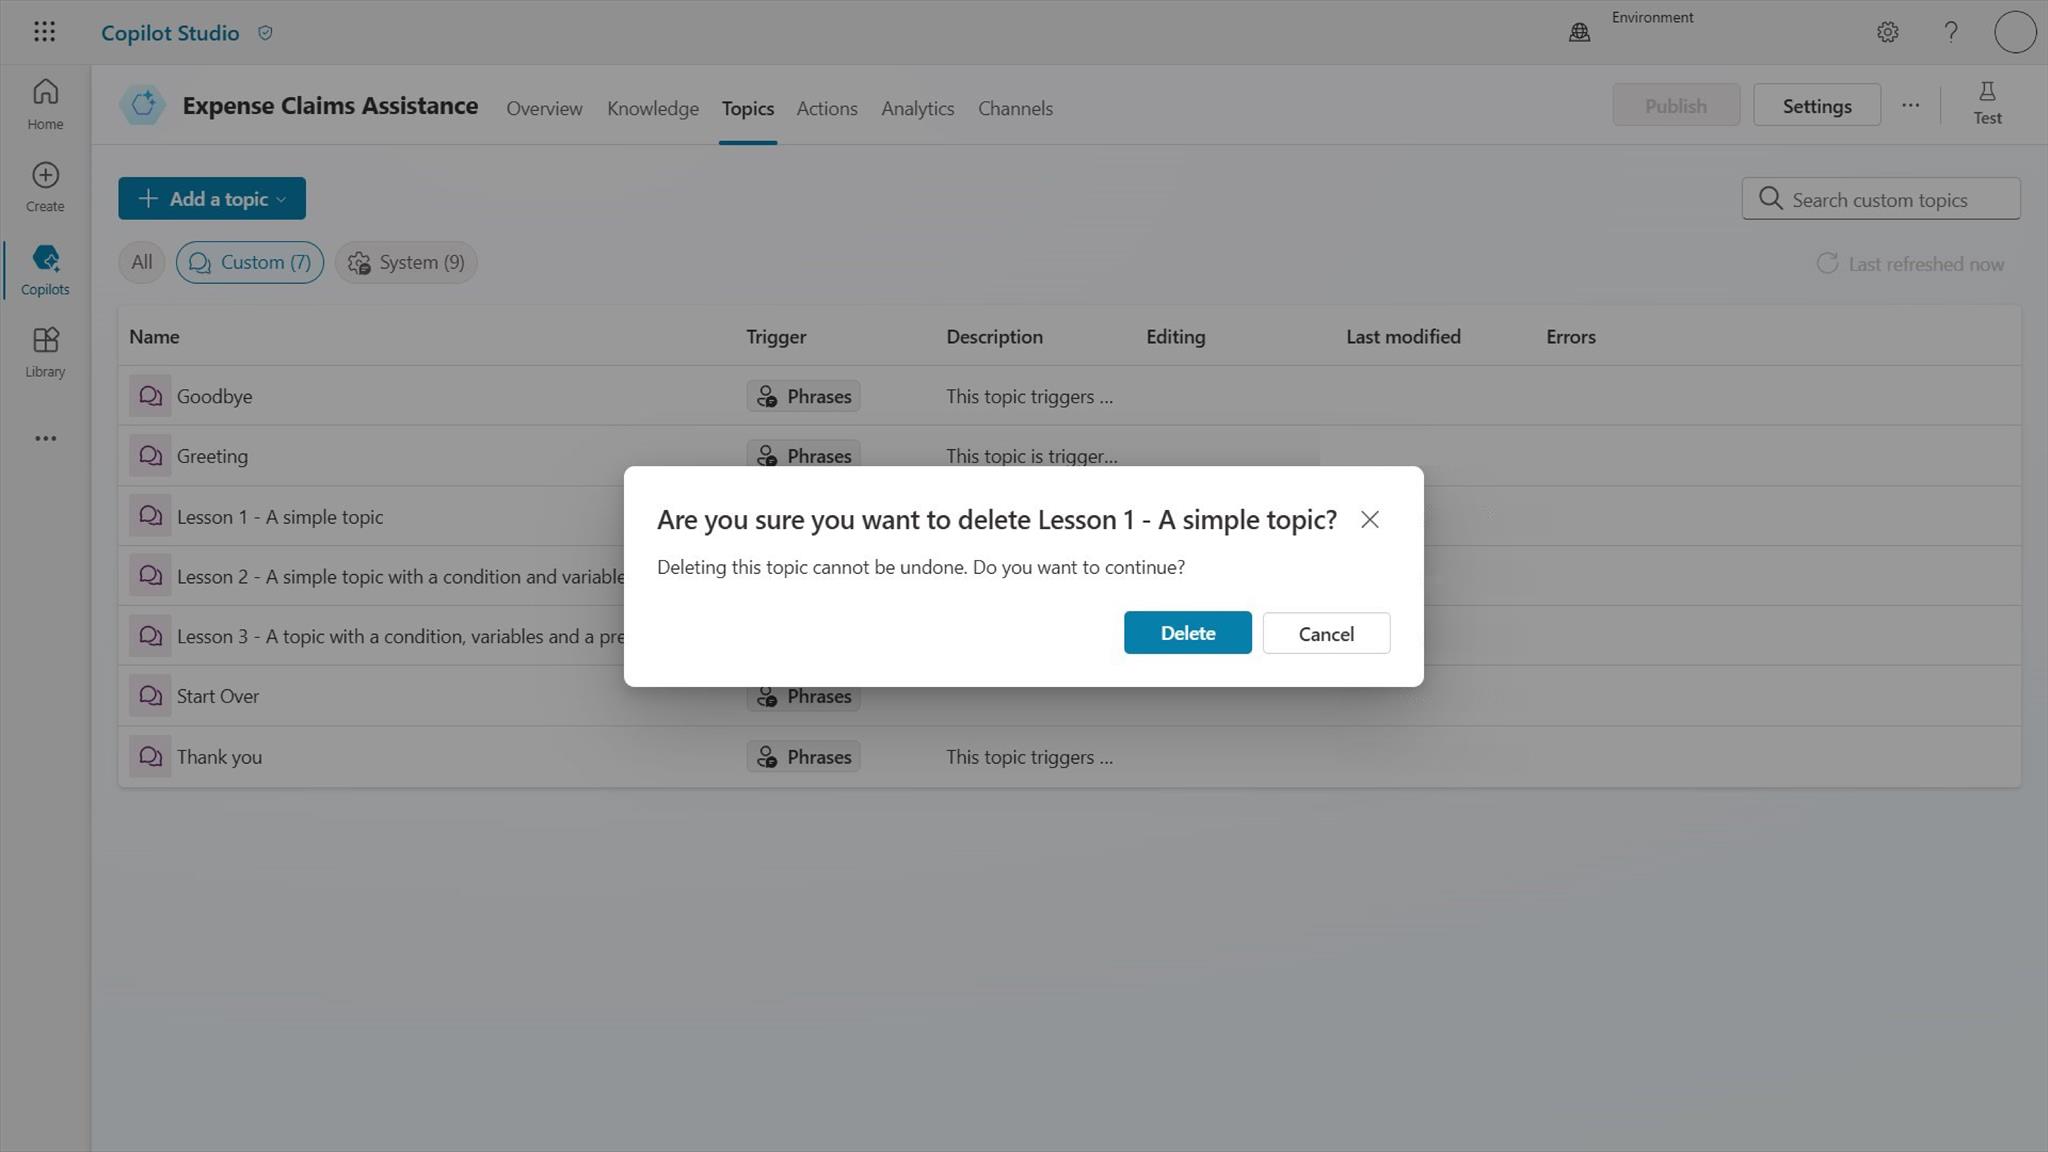 Copilot Studio
Environment
Home
Create
Copilots
Library
Expense Claims Assistance
Overview
Knowledge
Topics
Actions
Analytics
Channels
Publish
Settings
Test
Add a topic
Search custom topics
All
Custom (7)
System (9)
Last refreshed now
Name Trigger Description Editing Last modified Errors
Goodbye Phrases This topic triggers ...
Greeting Phrases This topic is trigger...
Lesson 1 - A simple topic
Lesson 2 - A simple topic with a condition and variable
Lesson 3 - A topic with a condition, variables and a pre
Start Over Phrases
Thank you Phrases This topic triggers ...
Are you sure you want to delete Lesson 1 - A simple topic?
Deleting this topic cannot be undone. Do you want to continue?
Delete
Cancel